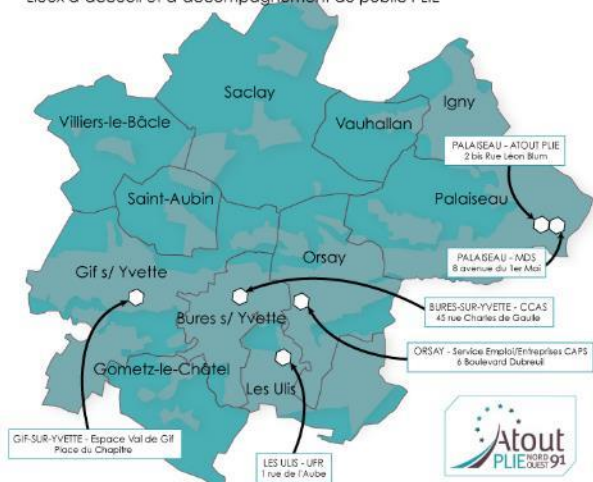 Lieux d'accueil et d'accompagnement du public PLIE
Saclay
Igny
Villiers-le-Bâcle
Vauhallan
PALAISEAU - ATOUT PLIE
2 bis Rue Léon Blum
Saint-Aubin
Palaiseau
Orsay
PALAISEAU - MDS
8 avenue du 1er Mai
Gif s/ Yvette
BURES-SUR-YVETTE - CCAS
45 rue Charles de Gaulle
Bures s/ Yvette
ORSAY - Service Emploi/Entreprises CAPS
6 Boulevard Dubreuil
Gometz-le-Châtel
Les Ulis
GIF-SUR-YVETTE - Espace Val de Gif
Place du Chapitre
LES ULIS - UFR
1 rue de l'Aube
Atout
PLIE NORD OUEST 91